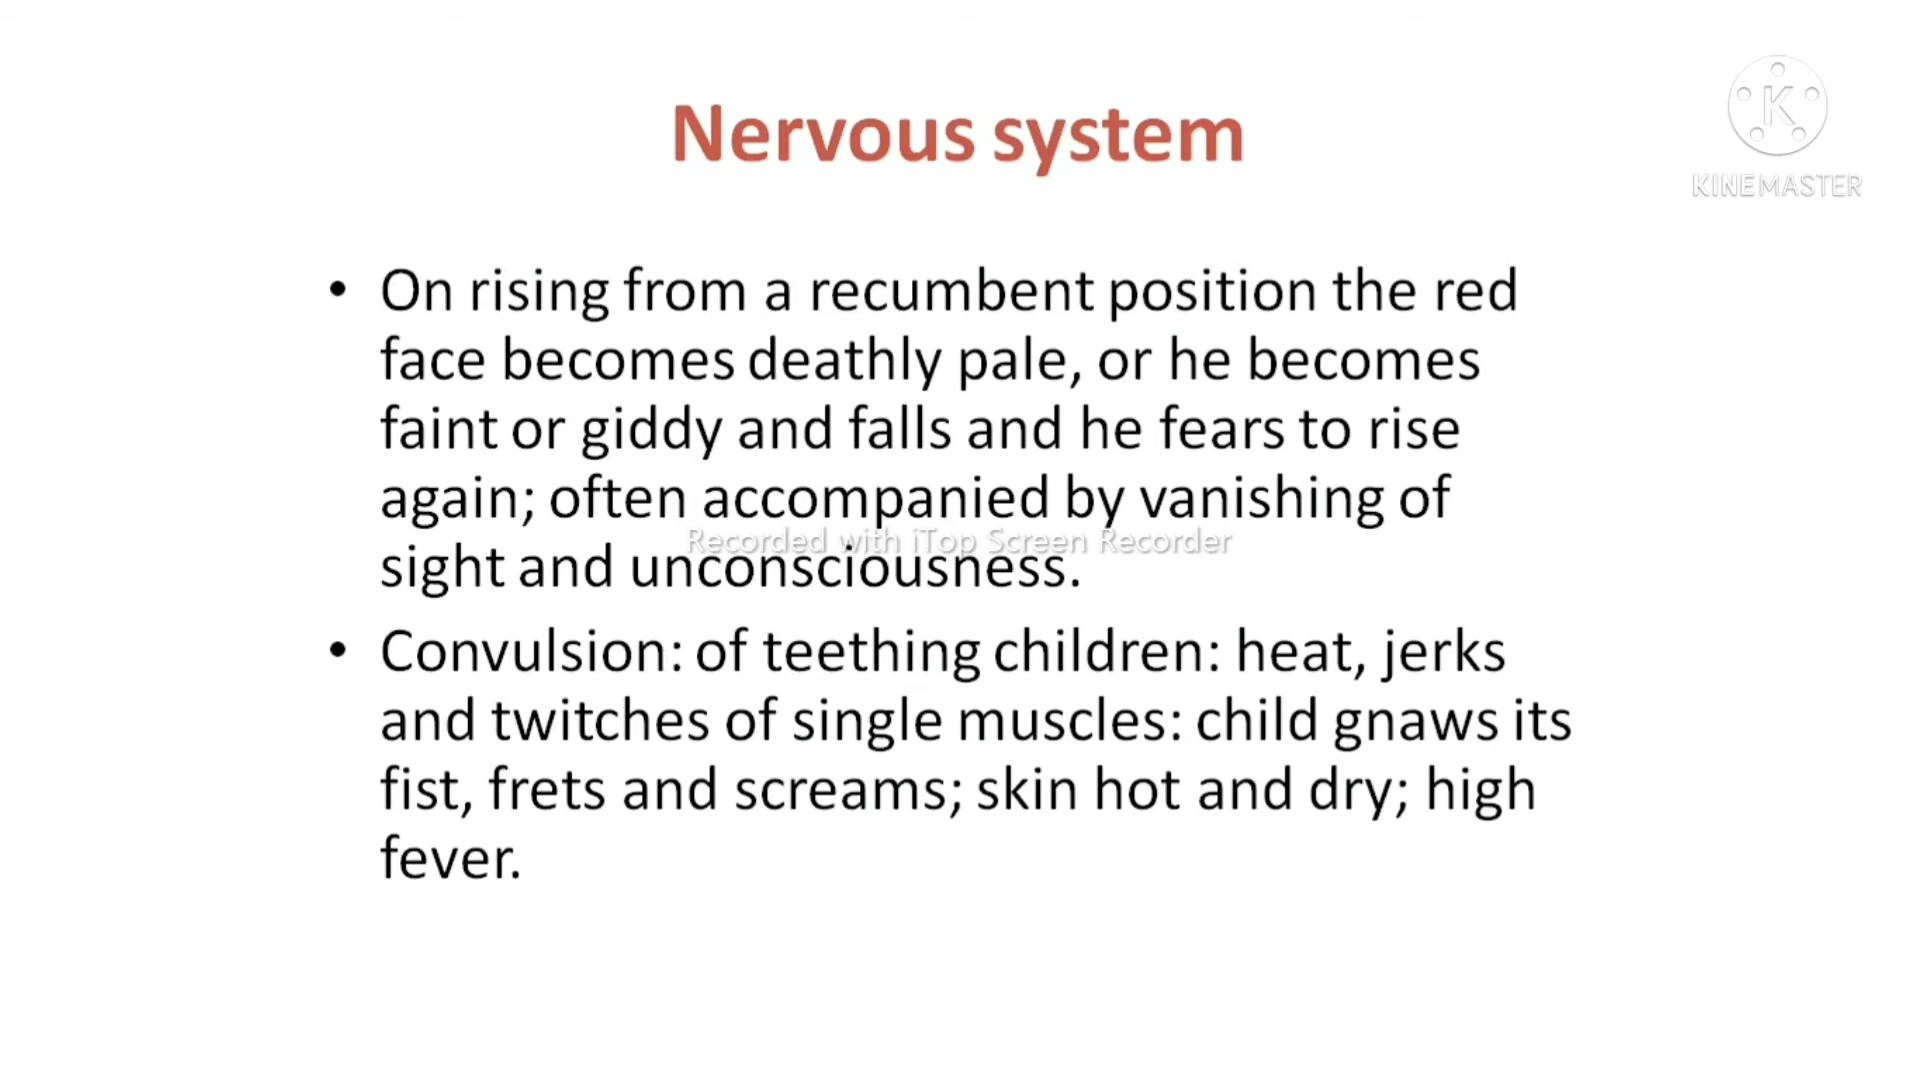 Nervous system
K
KINEMASTER
• On rising from a recumbent position the red
face becomes deathly pale, or he becomes
faint or giddy and falls and he fears to rise
again; often accompanied by vanishing of
Recorded with iTop Screen Recorder
sight and unconsciousness.
• Convulsion: of teething children: heat, jerks
and twitches of single muscles: child gnaws its
fist, frets and screams; skin hot and dry; high
fever.